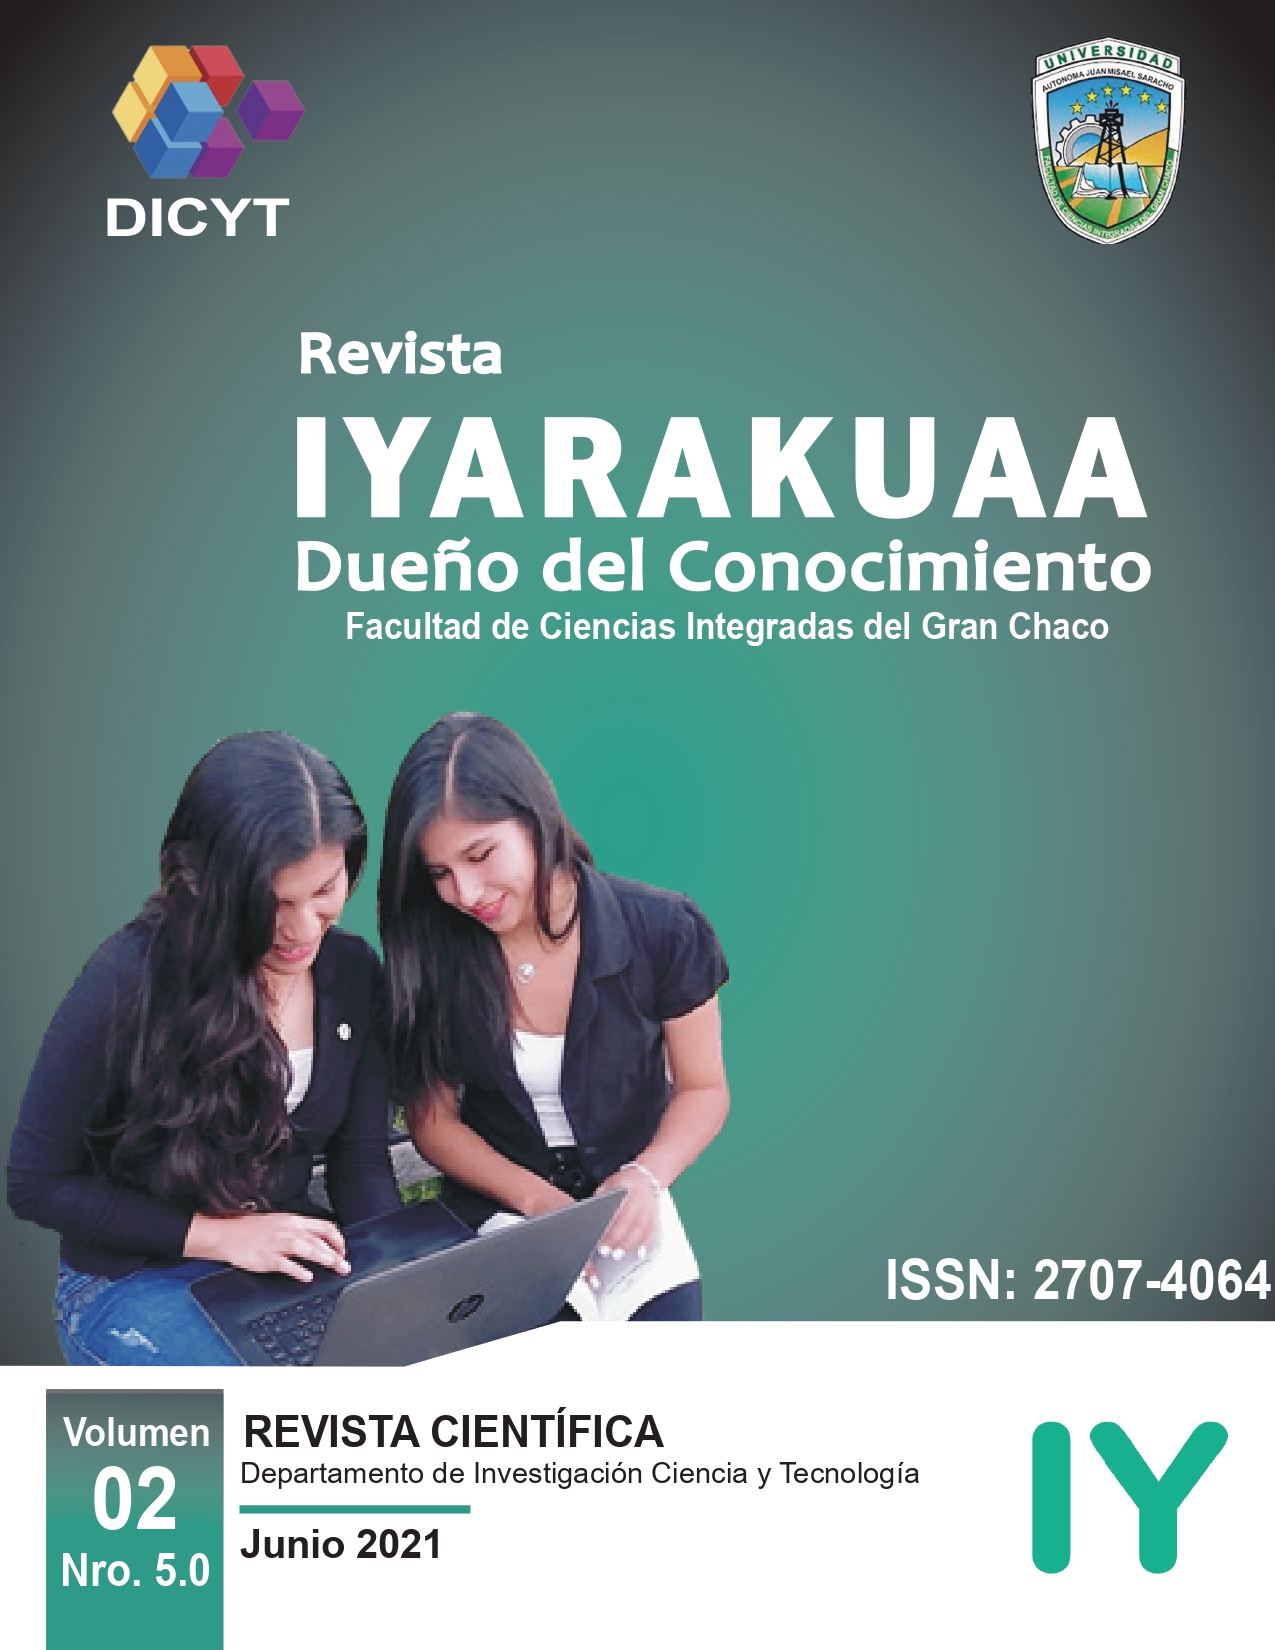 DICYT
UNIVERSIDAD
AUTONOMA JUAN MISAEL SARACHO
FACULTAD DE CIENCIAS INTEGRADAS DEL GRAN CHACO
Revista
IYARAKUAA
Dueño del Conocimiento
Facultad de Ciencias Integradas del Gran Chaco
hp
ISSN: 2707-4064
Volumen
02
Nro. 5.0
REVISTA CIENTÍFICA
Departamento de Investigación Ciencia y Tecnología
Junio 2021
IY